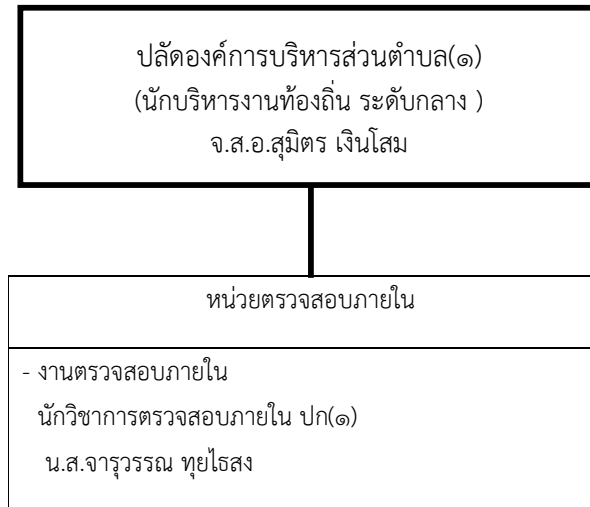 ปลัดองค์การบริหารส่วนตำบล(๑)
(นักบริหารงานท้องถิ่น ระดับกลาง )
จ.ส.อ.สุมิตร เงินโสม
หน่วยตรวจสอบภายใน
- งานตรวจสอบภายใน
นักวิชาการตรวจสอบภายใน ปก(๑)
น.ส.จารุวรรณ ทุยไธสง